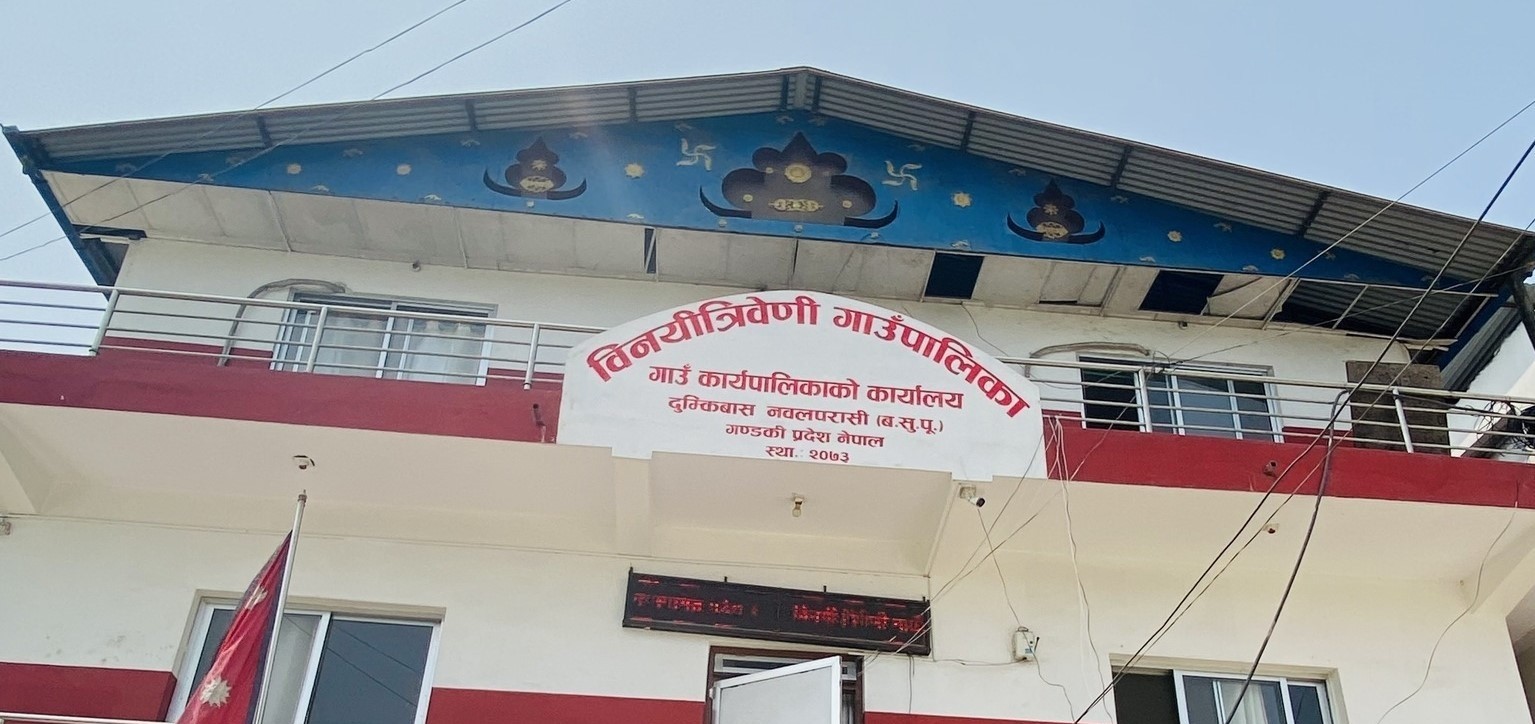 विनयीत्रिवेणी गाउँपालिका
गाउँ कार्यपालिकाको कार्यालय
दुम्किबास नवलपरासी (ब.सु.पू.)
गण्डकी प्रदेश नेपाल
स्था. २०७३